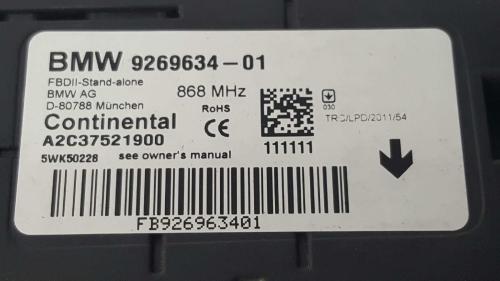 BMW 9269634-01
FBDII-Stand-alone
BMW AG
D-80788 München
868 MHz
RoHS
CE
030
TRC/LPD/2011/54
Continental
A2C37521900
5WK50228
see owner's manual
111111
FB926963401